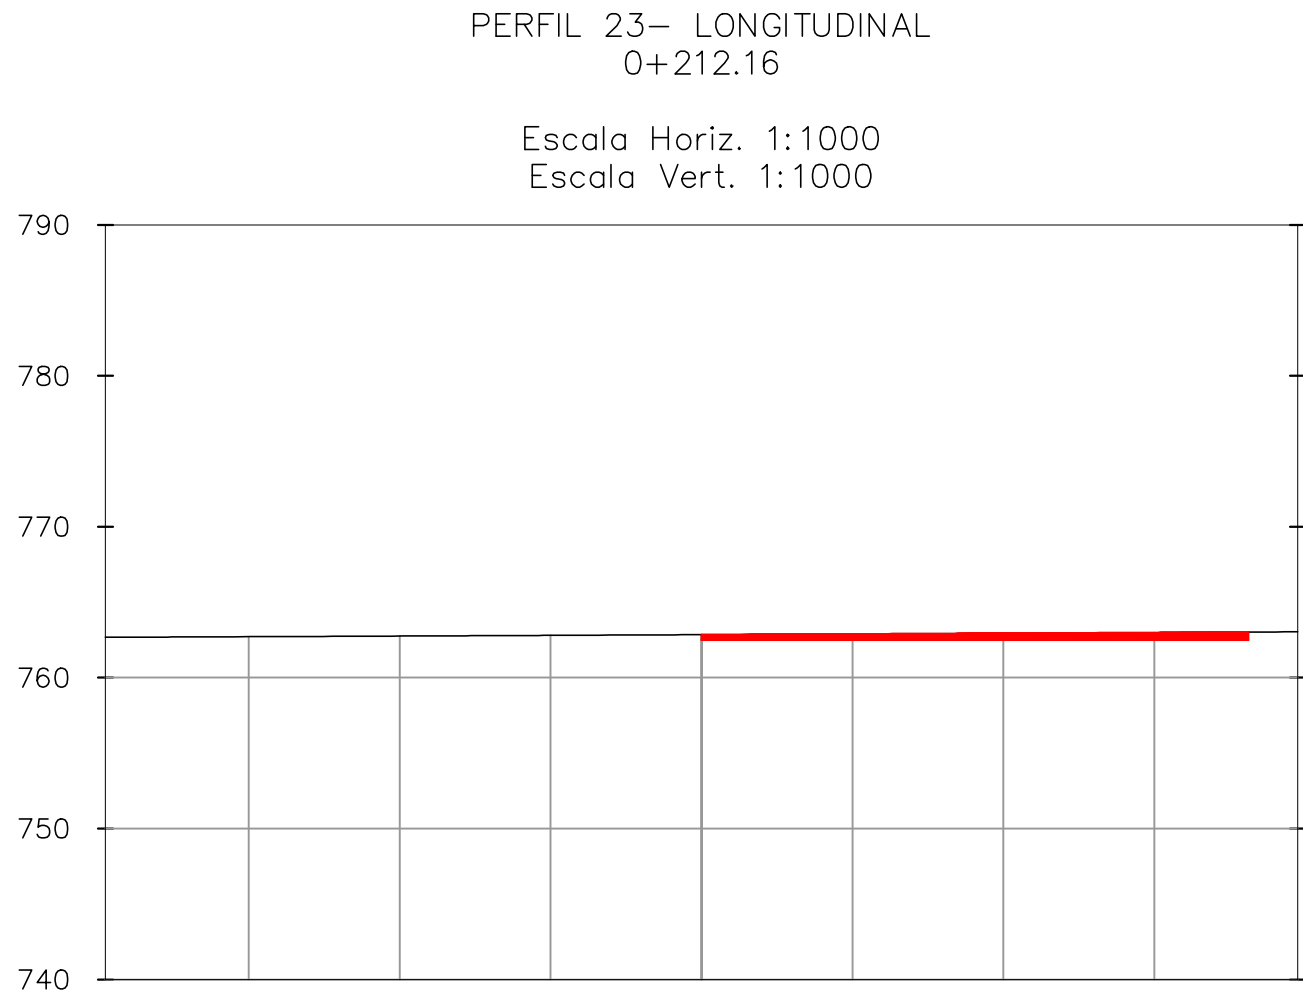 PERFIL 23- LONGITUDINAL
0+212.16
Escala Horiz. 1:1000
Escala Vert. 1:1000
790
780
770
760
750
740